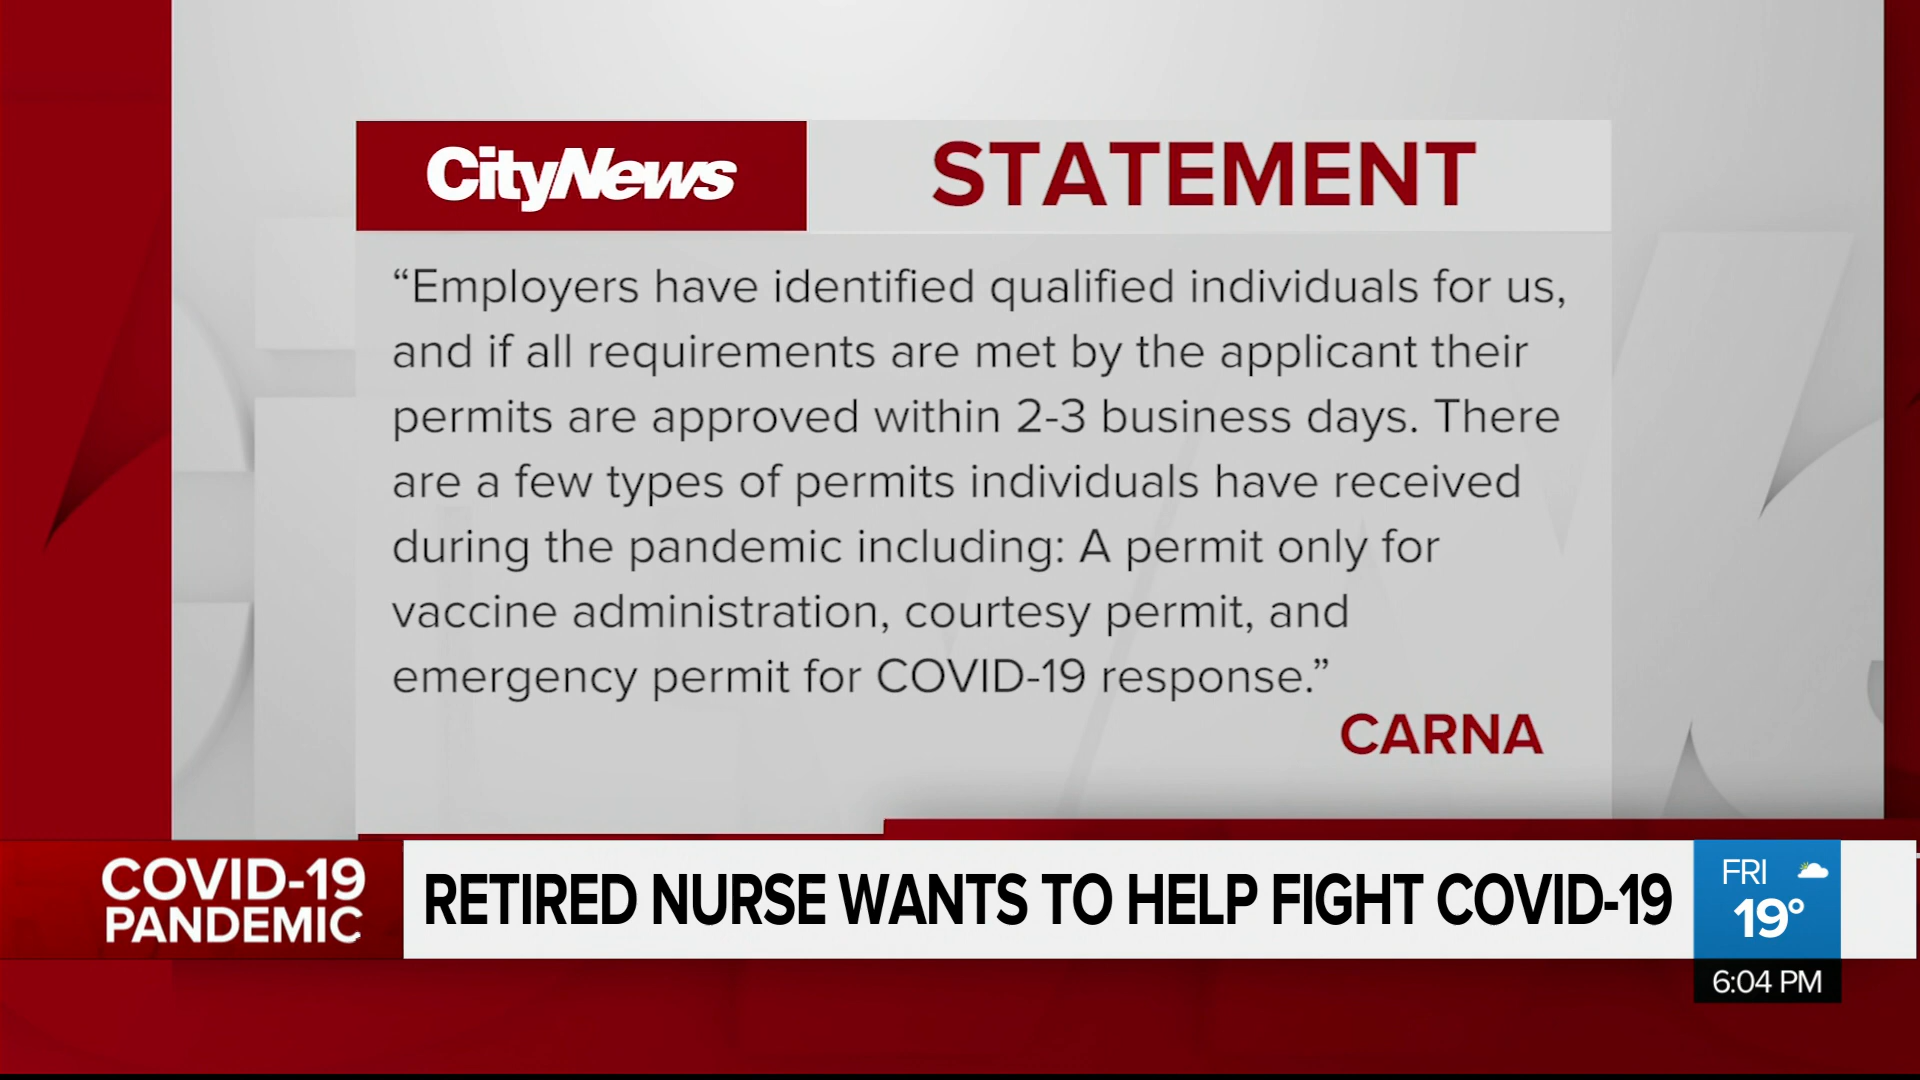 CityNews
STATEMENT
“Employers have identified qualified individuals for us,
and if all requirements are met by the applicant their
permits are approved within 2-3 business days. There
are a few types of permits individuals have received
during the pandemic including: A permit only for
vaccine administration, courtesy permit, and
emergency permit for COVID-19 response.”
CARNA
COVID-19
PANDEMIC
RETIRED NURSE WANTS TO HELP FIGHT COVID-19
FRI
19°
6:04 PM